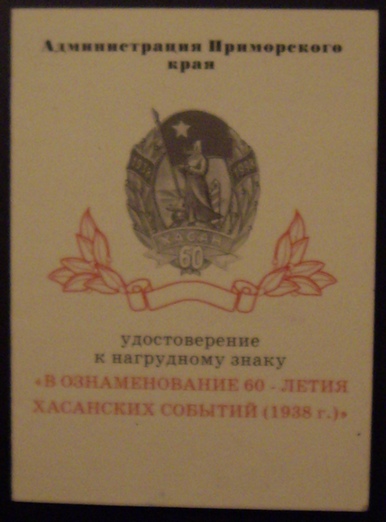 Администрация Приморского
края
ХАСАН
60
удостоверение
к нагрудному знаку
«В ОЗНАМЕНОВАНИЕ 60 - ЛЕТИЯ
ХАСАНСКИХ СОБЫТИЙ (1938 г.)»